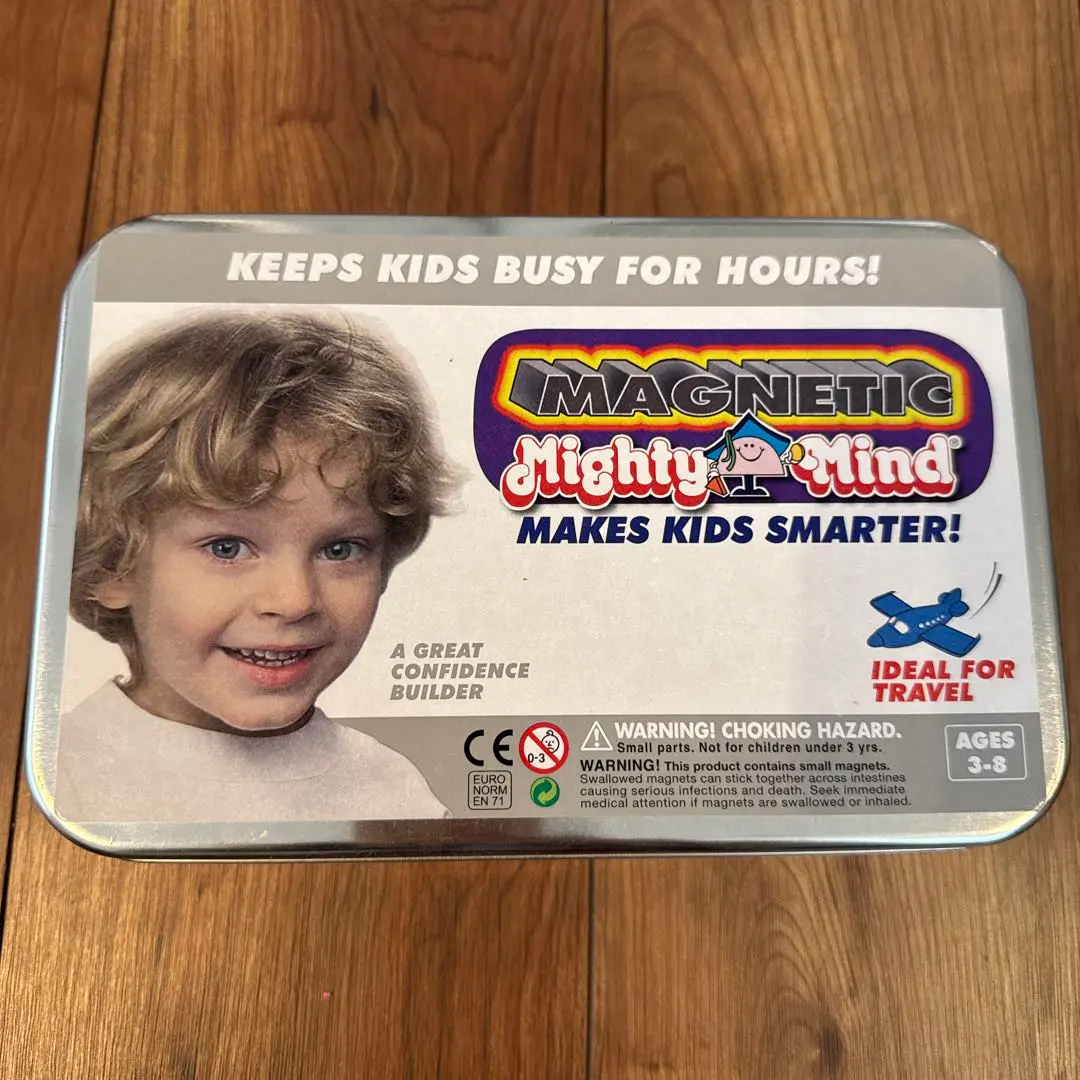 KEEPS KIDS BUSY FOR HOURS!
MAGNETIC
Mighty Mind®
MAKES KIDS SMARTER!
A GREAT
CONFIDENCE
BUILDER
IDEAL FOR
TRAVEL
CE
0-3
EURO
NORM
EN 71
WARNING! CHOKING HAZARD.
Small parts. Not for children under 3 yrs.
WARNING! This product contains small magnets.
Swallowed magnets can stick together across intestines
causing serious infections and death. Seek immediate
medical attention if magnets are swallowed or inhaled.
AGES
3-8